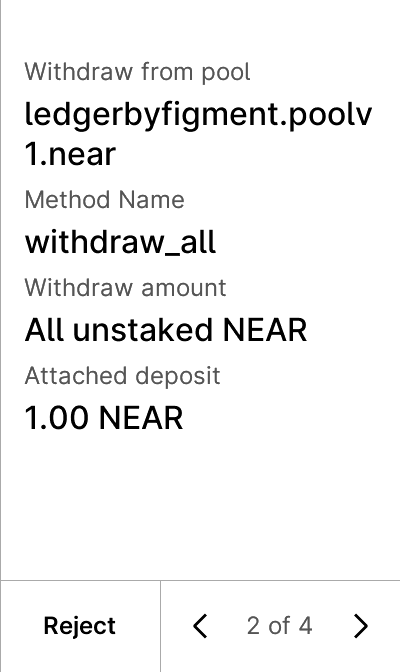 Withdraw from pool
ledgerbyfigment.poolv
1.near
Method Name
withdraw_all
Withdraw amount
All unstaked NEAR
Attached deposit
1.00 NEAR
Reject
2 of 4